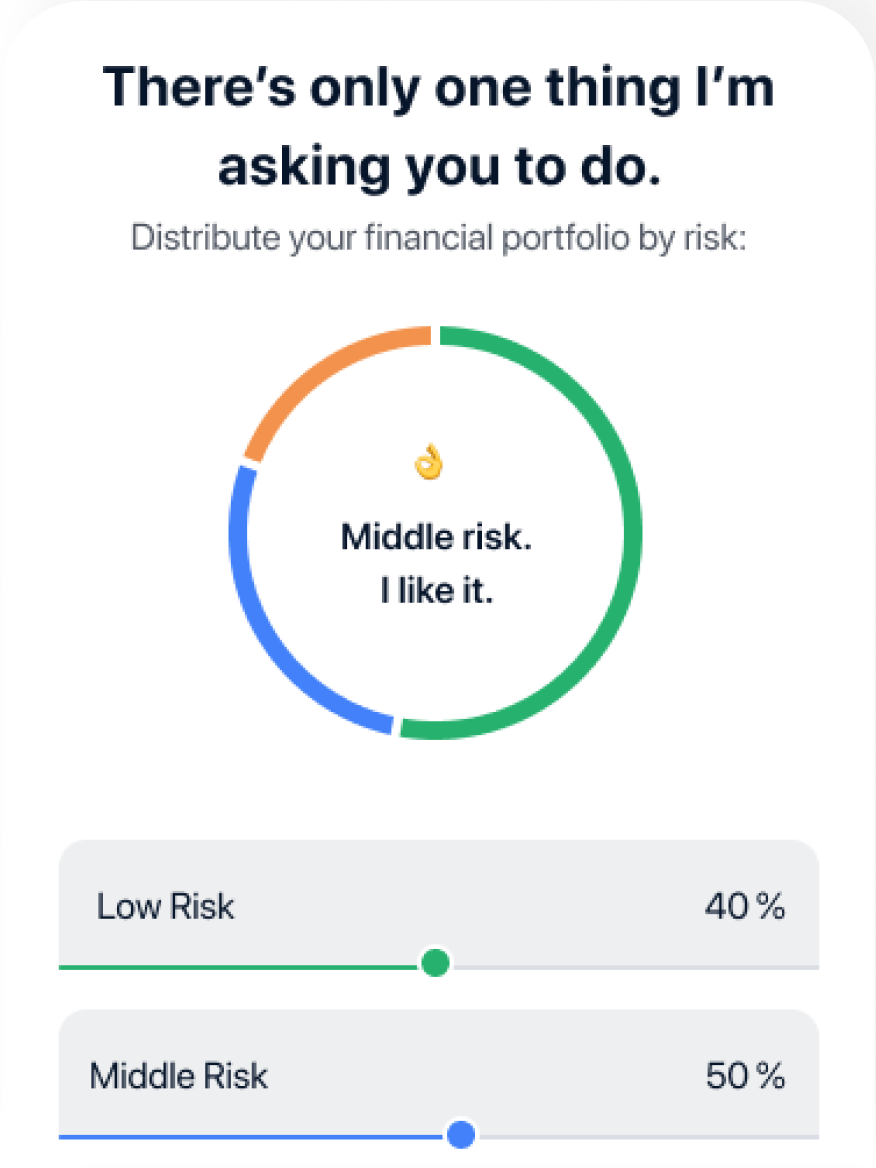 There’s only one thing I’m
asking you to do.
Distribute your financial portfolio by risk:
Middle risk.
I like it.
Low Risk 40 %
Middle Risk 50 %